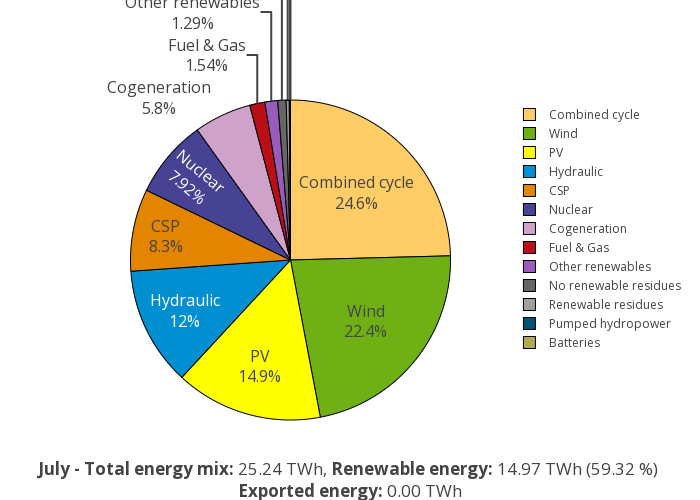 Other renewables
1.29%
Fuel & Gas
1.54%
Cogeneration
5.8%
Nuclear
7.92%
Combined cycle
24.6%
CSP
8.3%
Hydraulic
12%
Wind
22.4%
PV
14.9%
Combined cycle
Wind
PV
Hydraulic
CSP
Nuclear
Cogeneration
Fuel & Gas
Other renewables
No renewable residues
Renewable residues
Pumped hydropower
Batteries
July - Total energy mix: 25.24 TWh, Renewable energy: 14.97 TWh (59.32 %)
Exported energy: 0.00 TWh